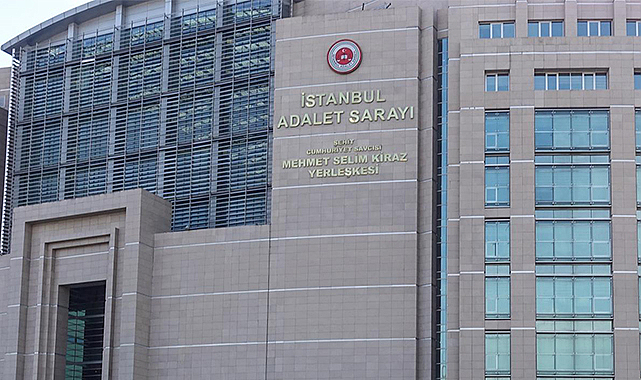 İSTANBUL
ADALET SARAYI
ŞEHİT
CUMHURİYET SAVCISI
MEHMET SELİM KİRAZ
YERLEŞKESİ